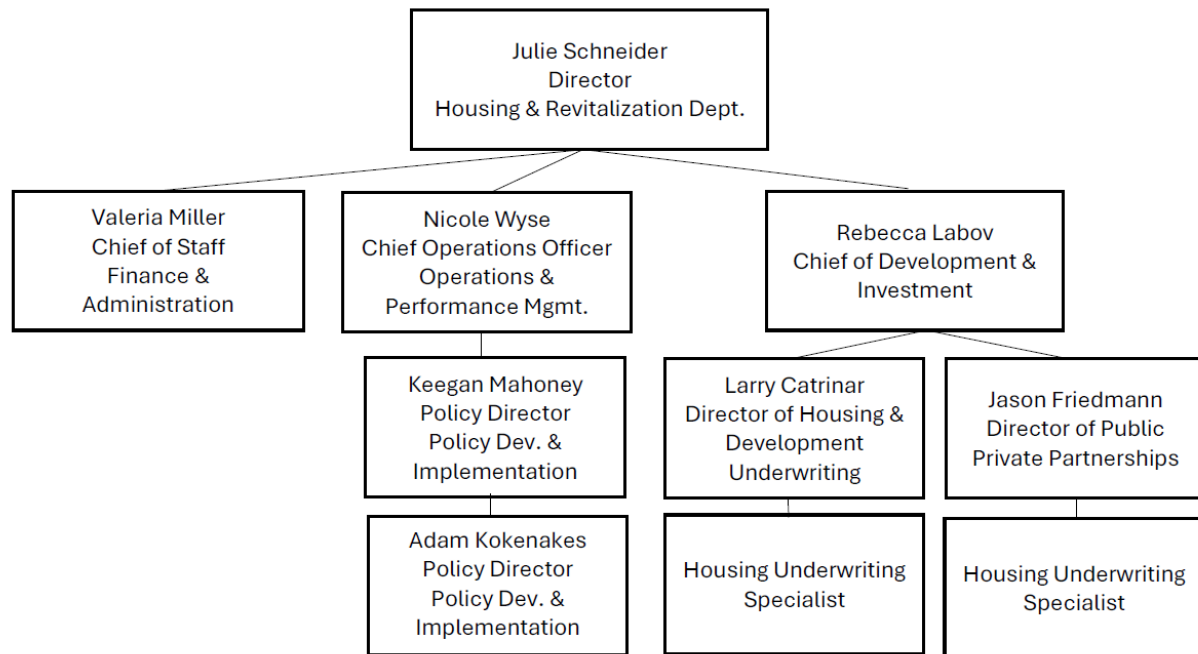 Julie Schneider
Director
Housing & Revitalization Dept.
Valeria Miller
Chief of Staff
Finance &
Administration
Nicole Wyse
Chief Operations Officer
Operations &
Performance Mgmt.
Rebecca Labov
Chief of Development &
Investment
Keegan Mahoney
Policy Director
Policy Dev. &
Implementation
Larry Catrinar
Director of Housing &
Development
Underwriting
Jason Friedmann
Director of Public
Private Partnerships
Adam Kokenakes
Policy Director
Policy Dev. &
Implementation
Housing Underwriting
Specialist
Housing Underwriting
Specialist